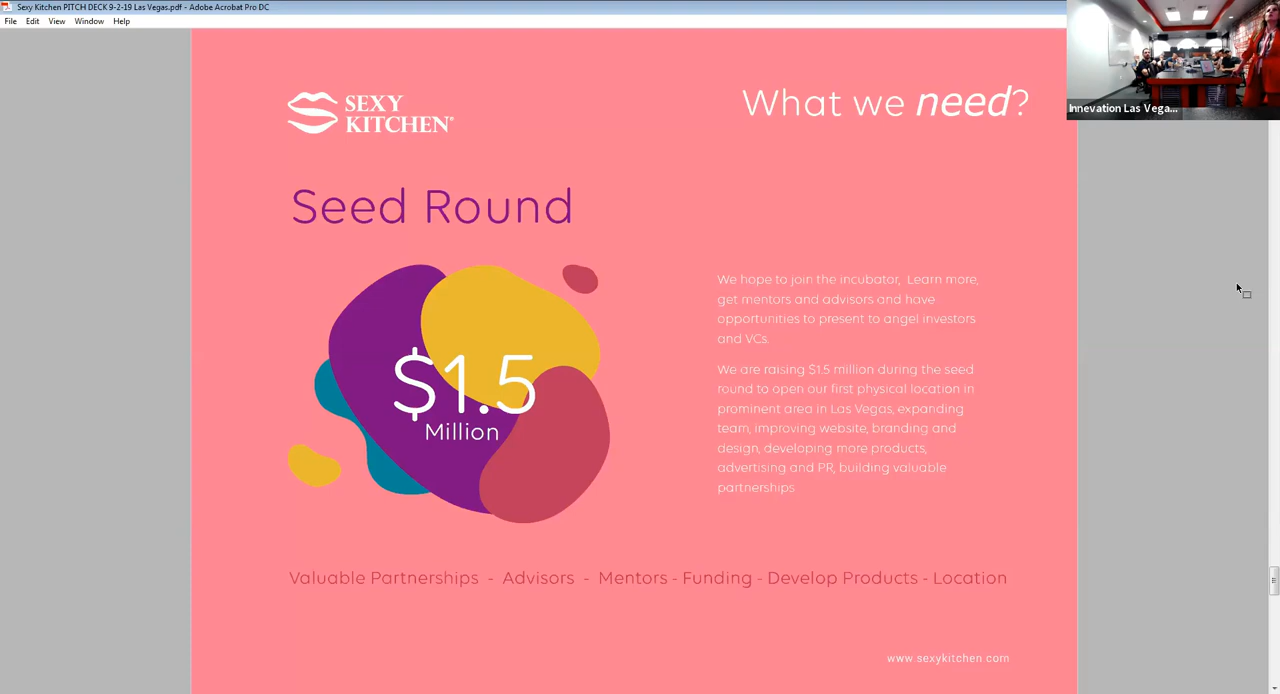 Sexy Kitchen PITCH DECK 9-2-19 Las Vegas.pdf - Adobe Acrobat Pro DC
File Edit View Window Help
Innevation Las Vega...
SEXY
KITCHEN®
What we need?
Seed Round
$1.5
Million
We hope to join the incubator, Learn more,
get mentors and advisors and have
opportunities to present to angel investors
and VCs.
We are raising $1.5 million during the seed
round to open our first physical location in
prominent area in Las Vegas, expanding
team, improving website, branding and
design, developing more products,
advertising and PR, building valuable
partnerships
Valuable Partnerships - Advisors - Mentors - Funding - Develop Products - Location
www.sexykitchen.com